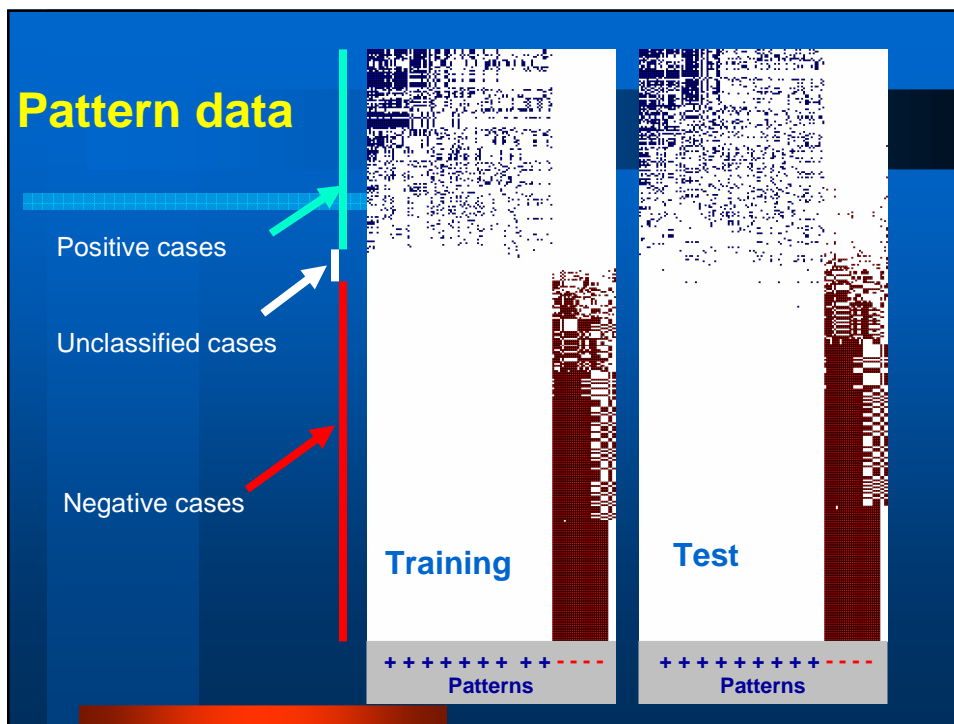 Pattern data
Positive cases
Unclassified cases
Negative cases
Training
Test
+ + + + + + + + + - - - -
Patterns
+ + + + + + + + + - - - -
Patterns